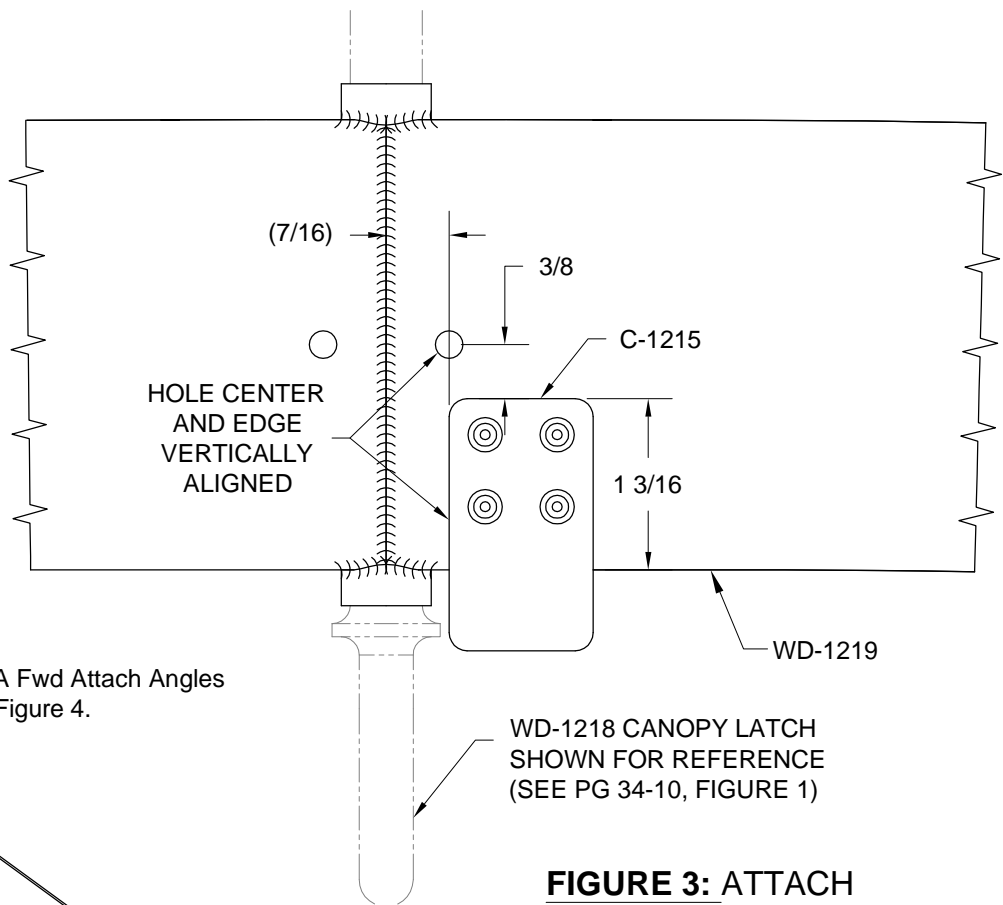 (7/16)
3/8
C-1215
HOLE CENTER
AND EDGE
VERTICALLY
ALIGNED
1 3/16
WD-1219
A Fwd Attach Angles
Figure 4.
WD-1218 CANOPY LATCH
SHOWN FOR REFERENCE
(SEE PG 34-10, FIGURE 1)
FIGURE 3: ATTACH